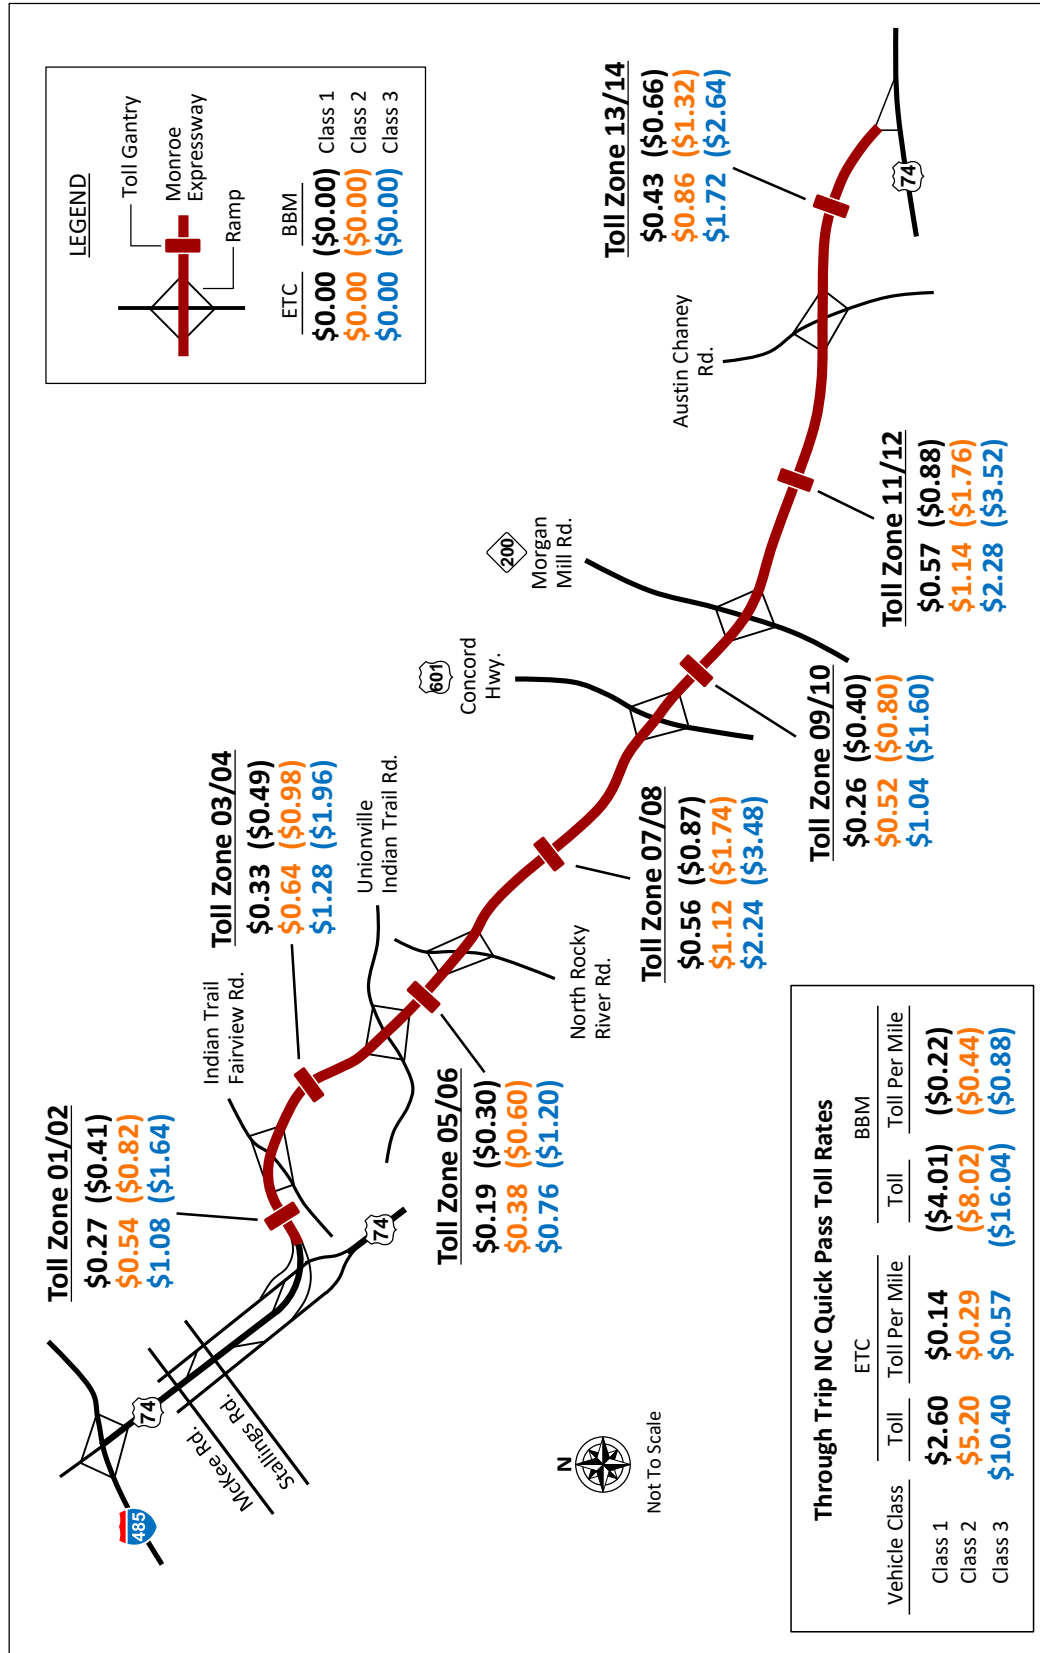 LEGEND
Toll Gantry
Monroe
Expressway
Ramp
ETC BBM
$0.00 ($0.00) Class 1
$0.00 ($0.00) Class 2
$0.00 ($0.00) Class 3
Toll Zone 01/02
$0.27 ($0.41)
$0.54 ($0.82)
$1.08 ($1.64)
Toll Zone 03/04
$0.33 ($0.49)
$0.64 ($0.98)
$1.28 ($1.96)
Toll Zone 05/06
$0.19 ($0.30)
$0.38 ($0.60)
$0.76 ($1.20)
Toll Zone 07/08
$0.56 ($0.87)
$1.12 ($1.74)
$2.24 ($3.48)
Toll Zone 09/10
$0.26 ($0.40)
$0.52 ($0.80)
$1.04 ($1.60)
Toll Zone 11/12
$0.57 ($0.88)
$1.14 ($1.76)
$2.28 ($3.52)
Toll Zone 13/14
$0.43 ($0.66)
$0.86 ($1.32)
$1.72 ($2.64)
485
74
McKee Rd.
Stallings Rd.
74
Indian Trail
Fairview Rd.
Unionville
Indian Trail Rd.
North Rocky
River Rd.
601
Concord
Hwy.
200
Morgan
Mill Rd.
Austin Chaney
Rd.
74
N
Not To Scale
Through Trip NC Quick Pass Toll Rates
ETC BBM
Vehicle Class Toll Toll Per Mile Toll Toll Per Mile
Class 1 $2.60 $0.14 ($4.01) ($0.22)
Class 2 $5.20 $0.29 ($8.02) ($0.44)
Class 3 $10.40 $0.57 ($16.04) ($0.88)